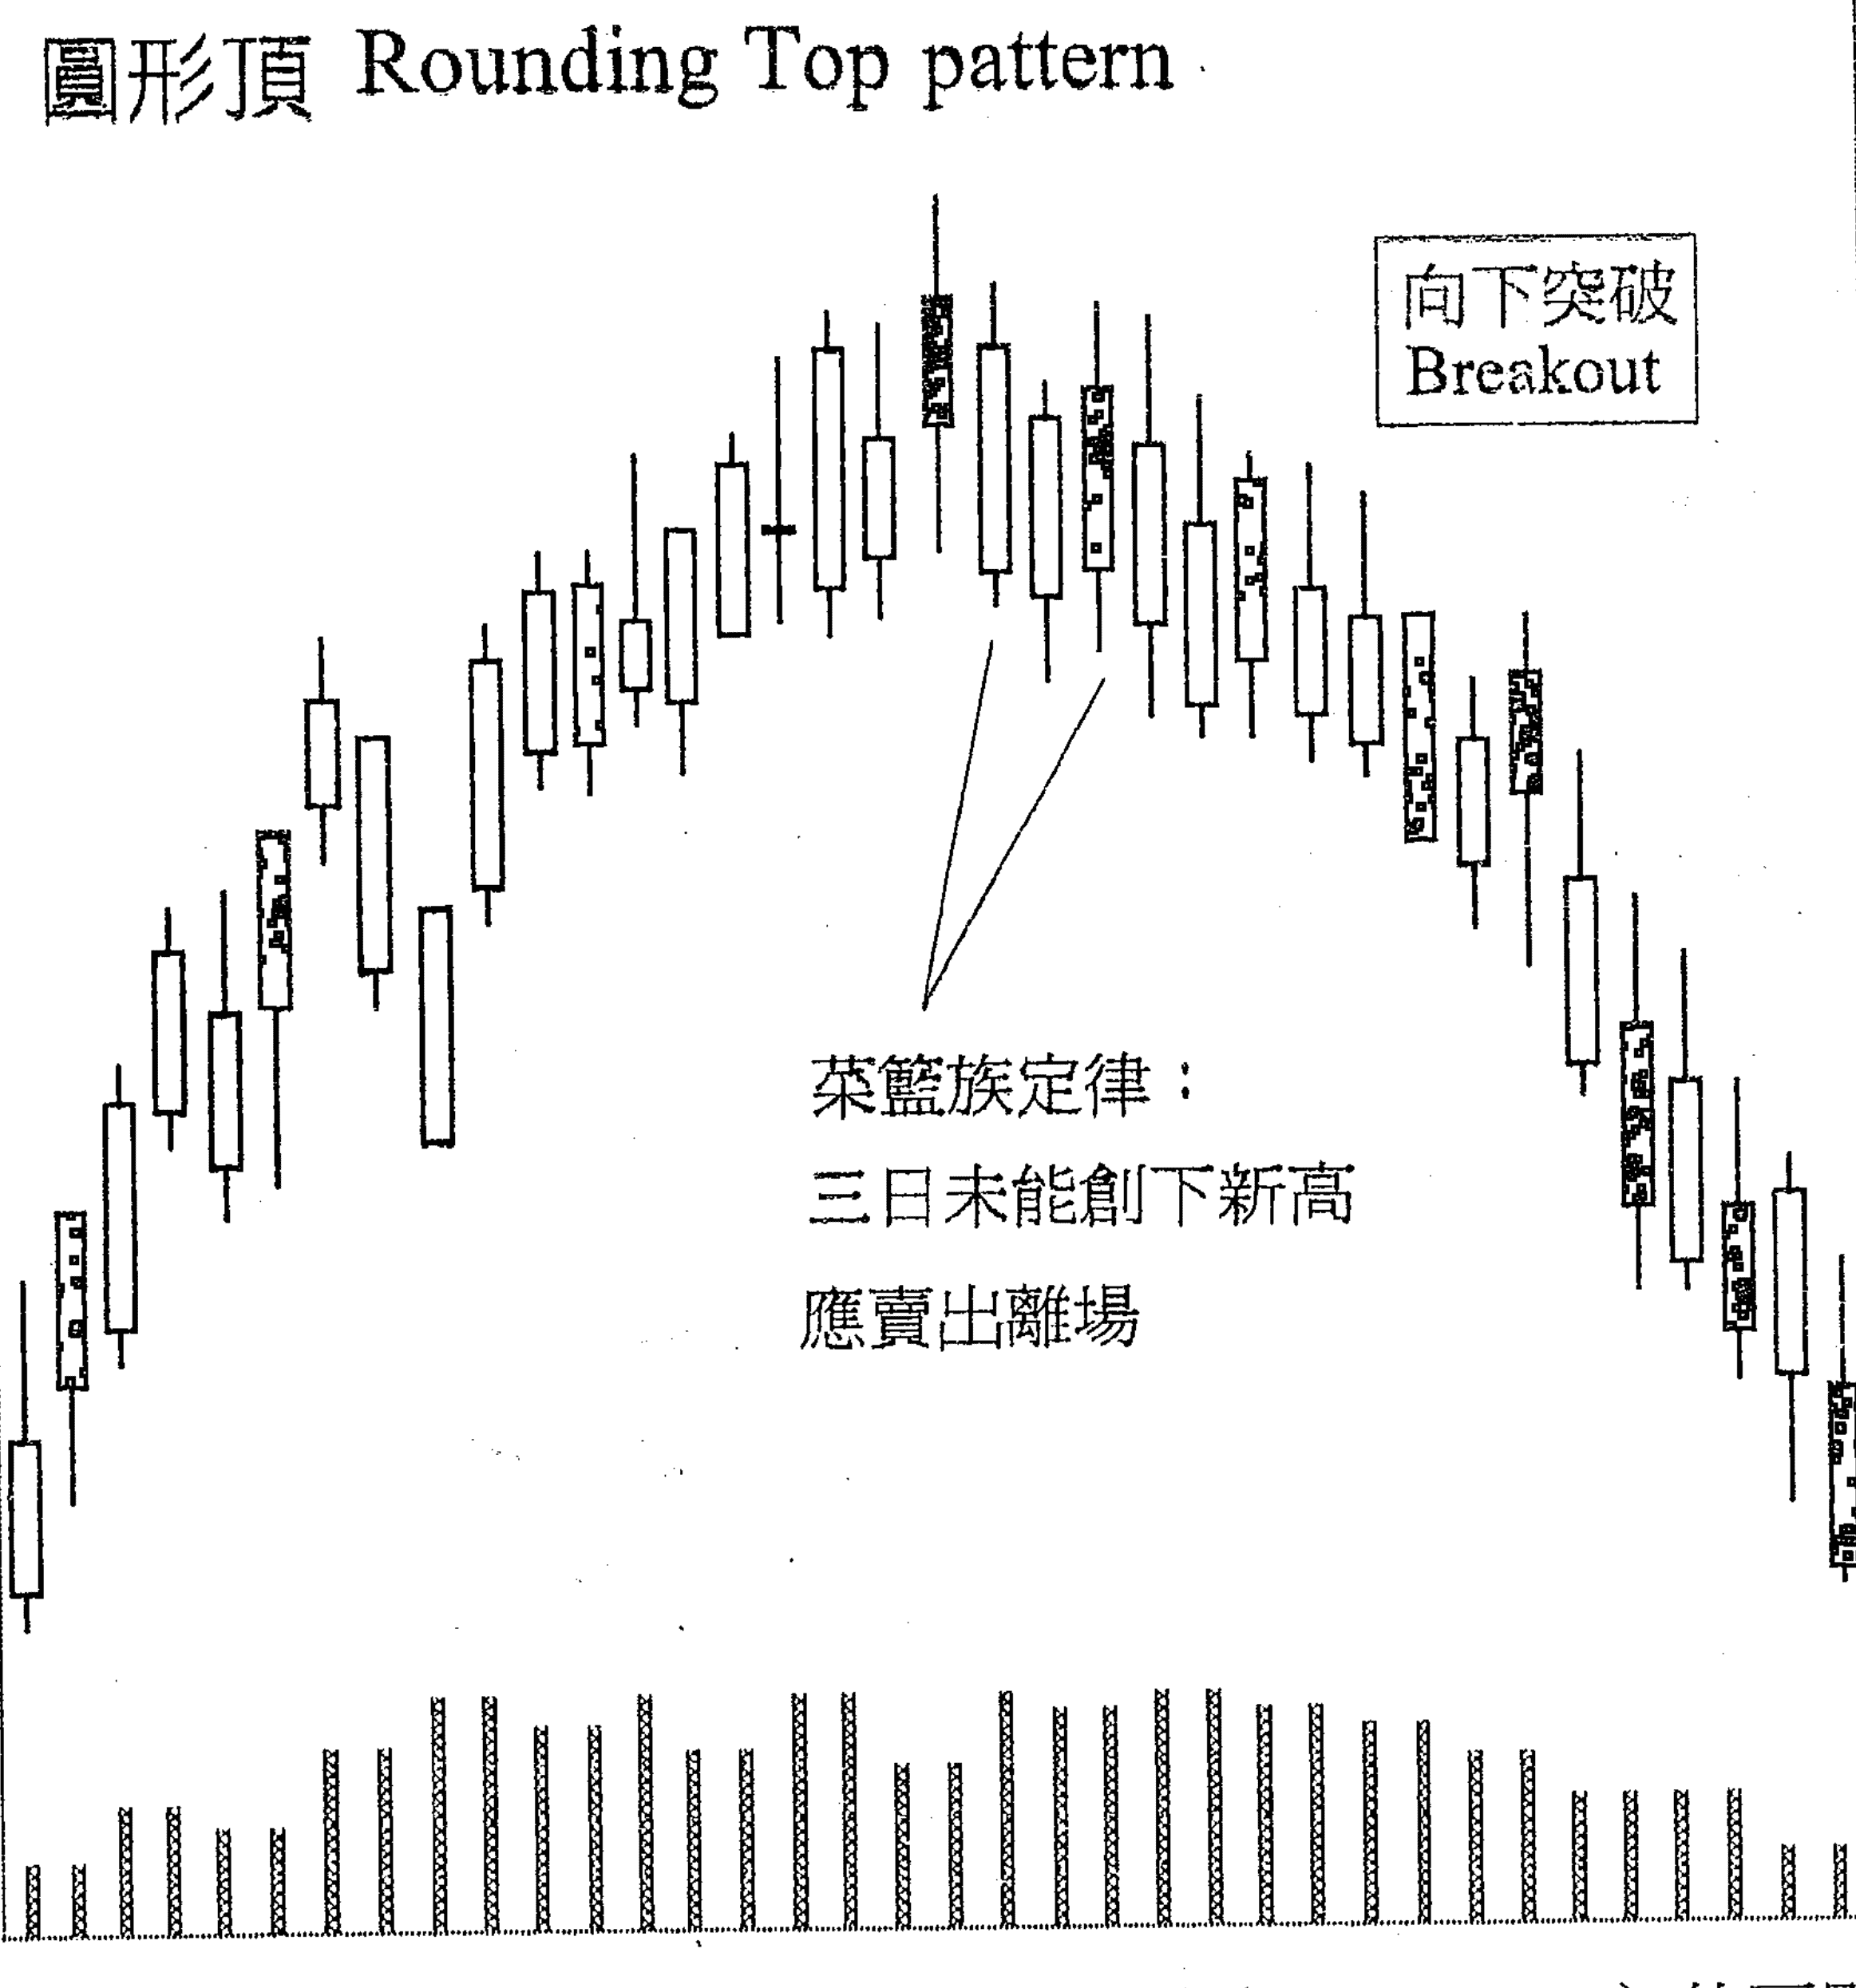 圓形頂 Rounding Top pattern
向下突破
Breakout
菜籃族定律：
三日未能創下新高
應賣出離場